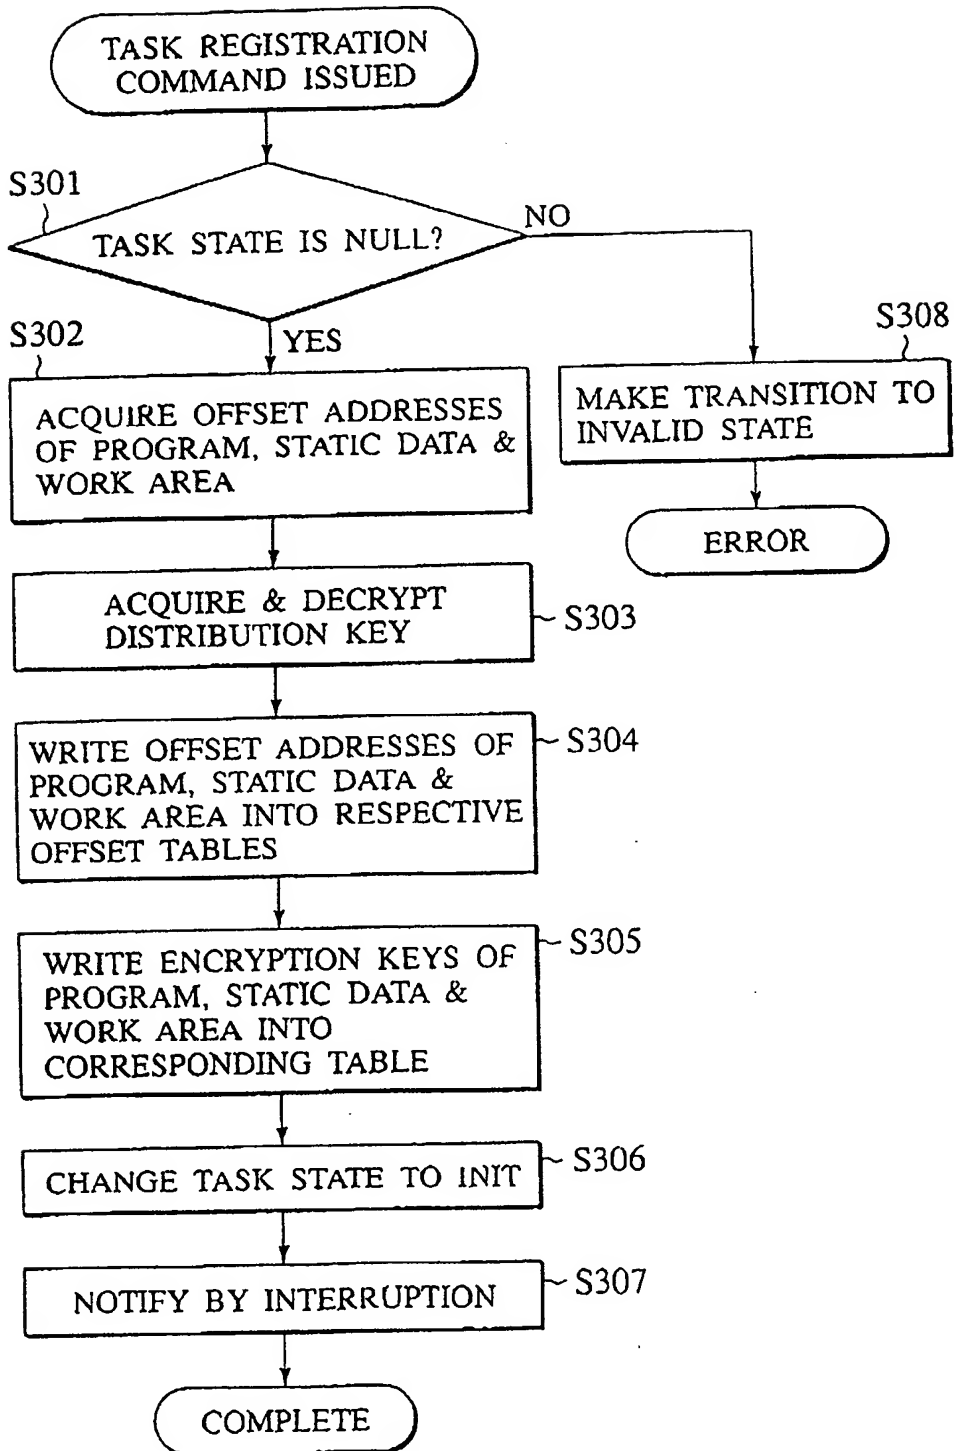 TASK REGISTRATION
COMMAND ISSUED
S301
TASK STATE IS NULL?
NO
YES
S302
ACQUIRE OFFSET ADDRESSES
OF PROGRAM, STATIC DATA &
WORK AREA
S308
MAKE TRANSITION TO
INVALID STATE
ERROR
ACQUIRE & DECRYPT
DISTRIBUTION KEY
S303
WRITE OFFSET ADDRESSES OF
PROGRAM, STATIC DATA &
WORK AREA INTO RESPECTIVE
OFFSET TABLES
S304
WRITE ENCRYPTION KEYS OF
PROGRAM, STATIC DATA &
WORK AREA INTO
CORRESPONDING TABLE
S305
CHANGE TASK STATE TO INIT
S306
NOTIFY BY INTERRUPTION
S307
COMPLETE